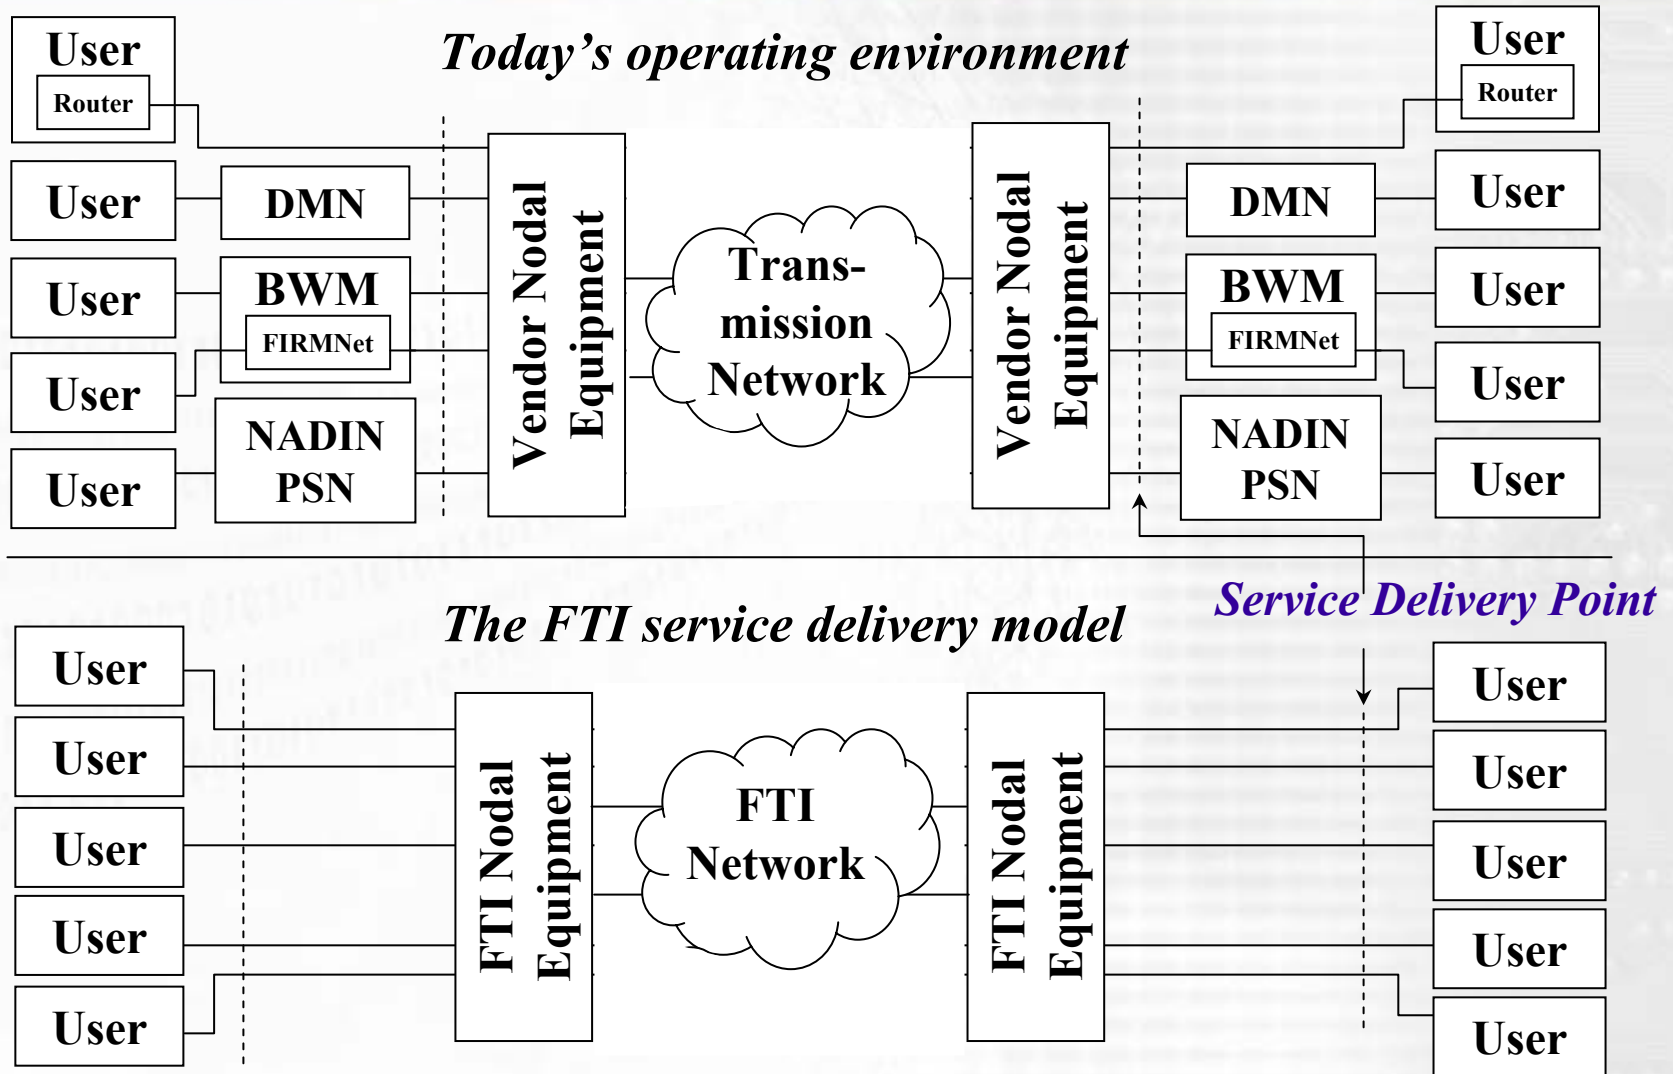 Today's operating environment
User
Router
User
DMN
User
BWM
FIRMNet
User
User
NADIN
PSN
Vendor Nodal
Equipment
Trans-
mission
Network
Vendor Nodal
Equipment
User
Router
DMN
User
BWM
FIRMNet
User
User
NADIN
PSN
User
Service Delivery Point
The FTI service delivery model
User
User
User
User
User
FTI Nodal
Equipment
FTI
Network
FTI Nodal
Equipment
User
User
User
User
User